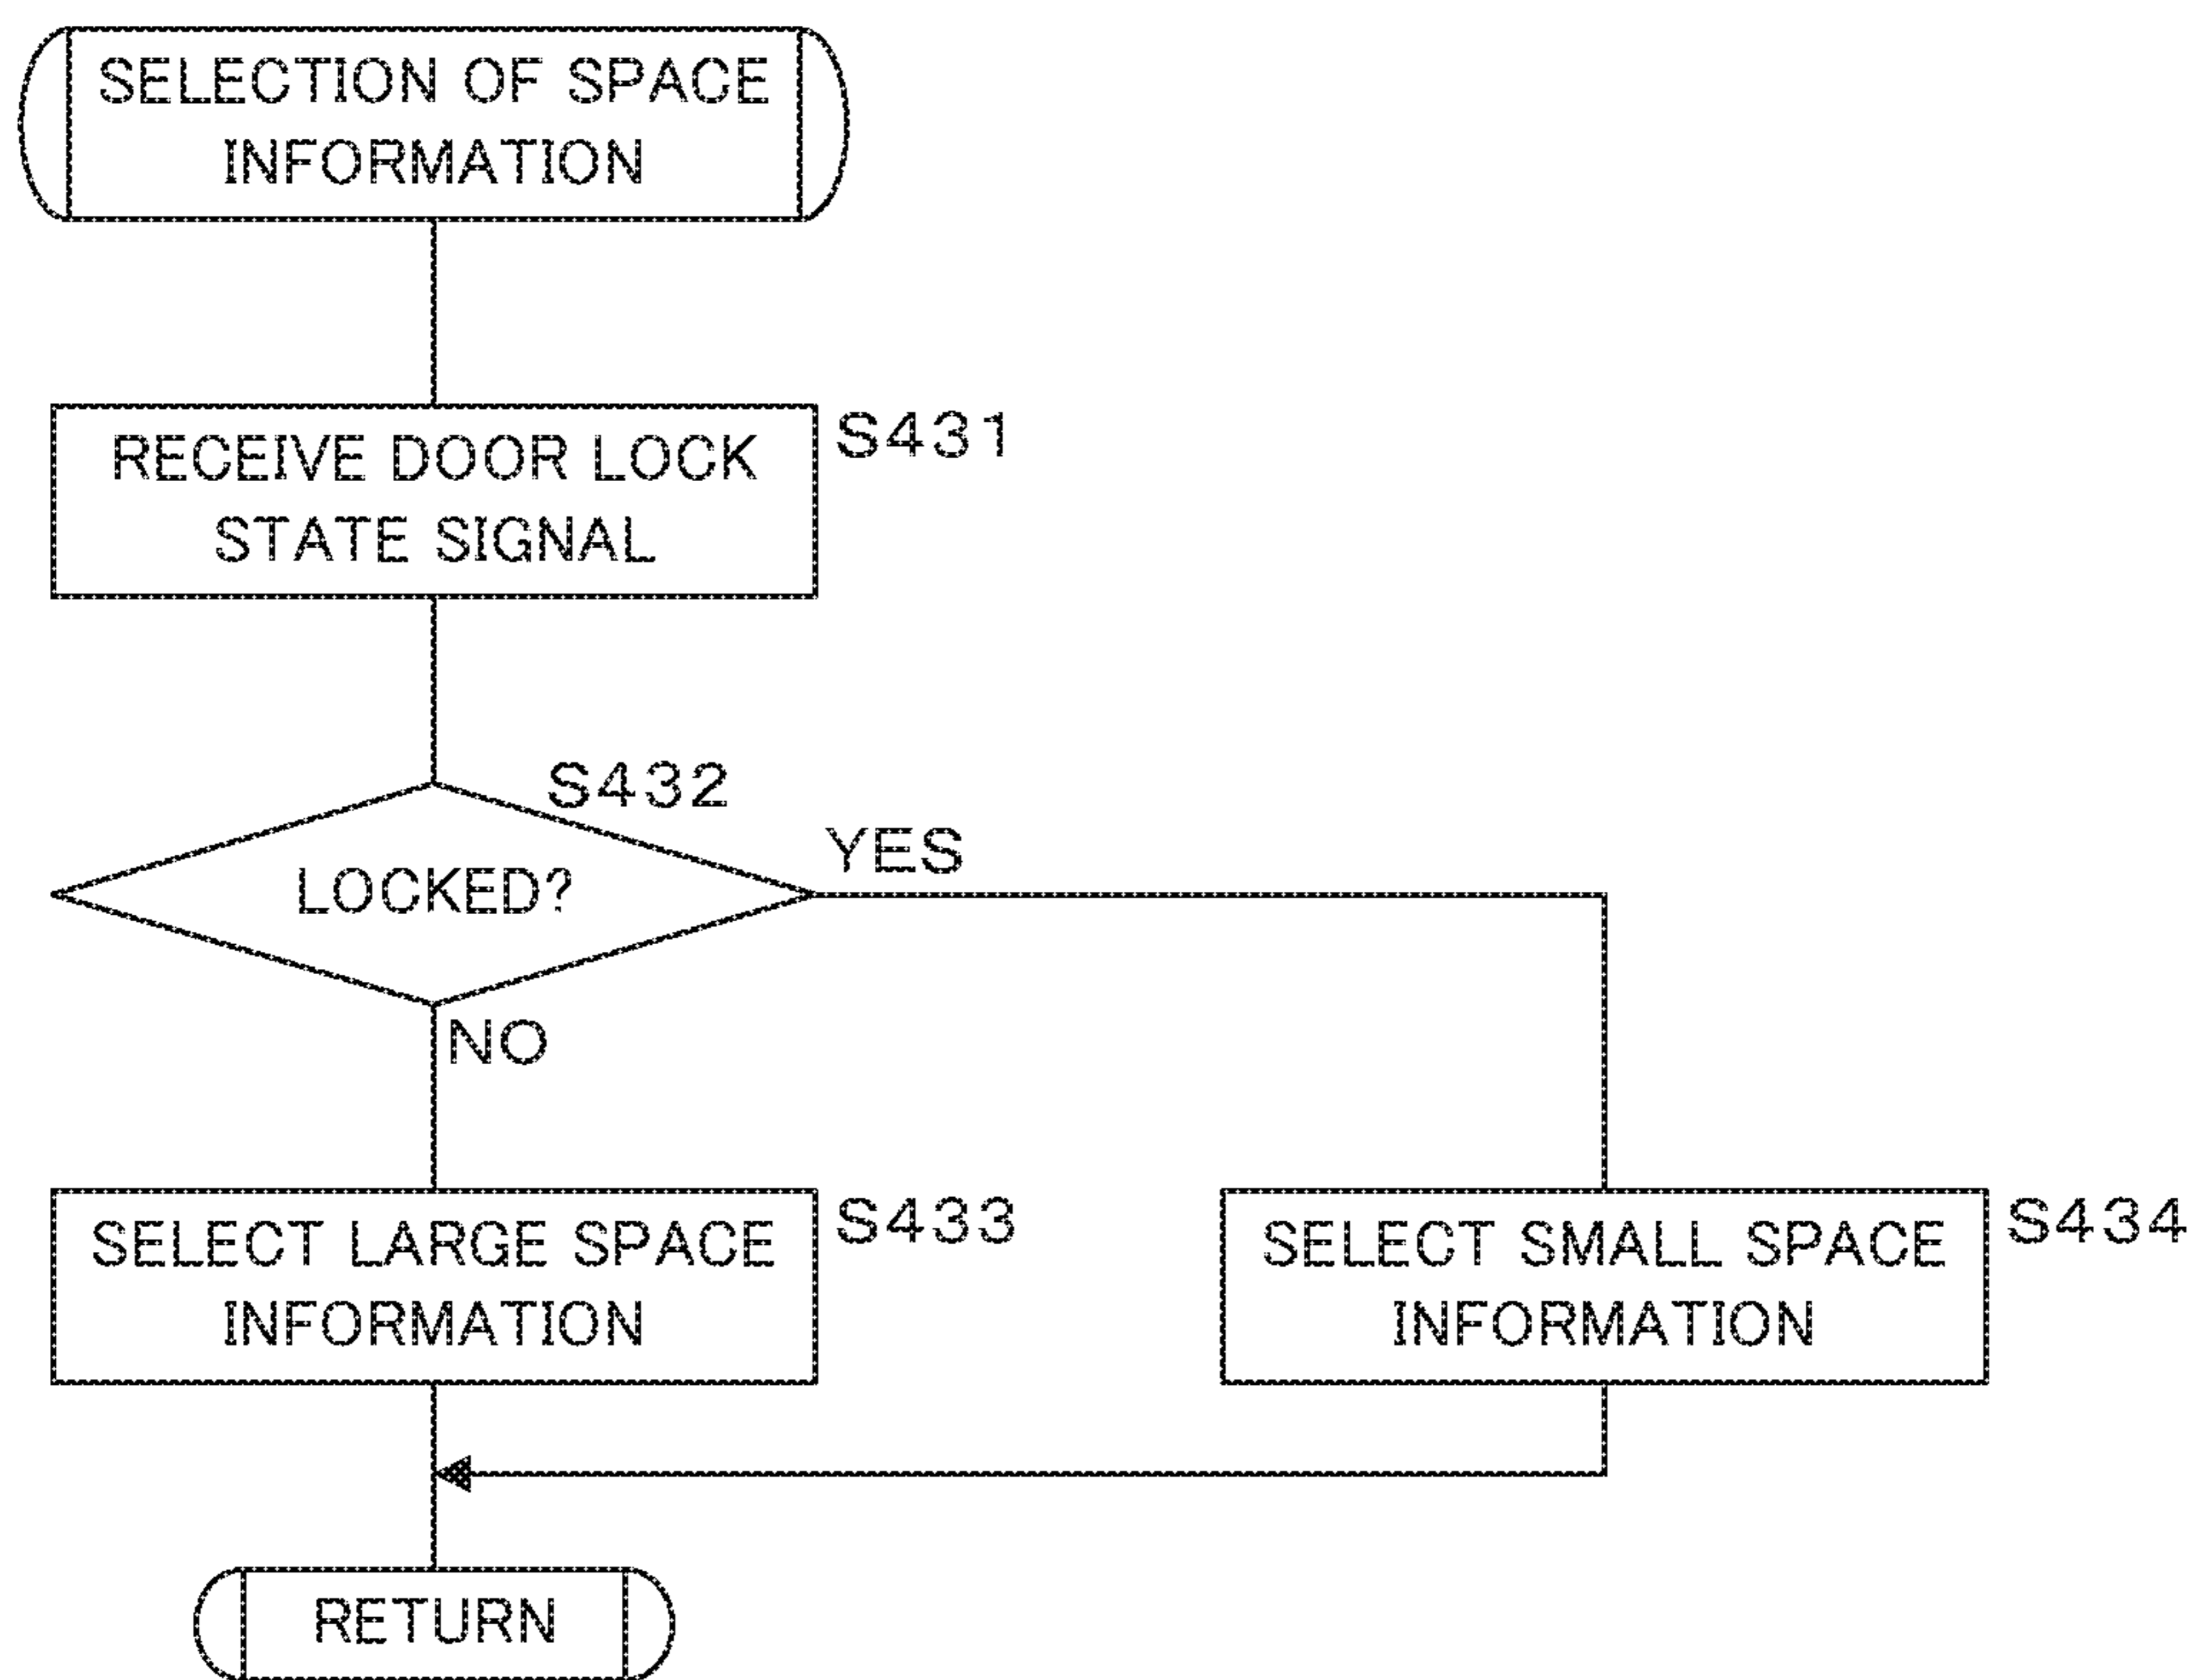 SELECTION OF SPACE
INFORMATION
RECEIVE DOOR LOCK
STATE SIGNAL
S431
S432
LOCKED?
YES
NO
SELECT LARGE SPACE
INFORMATION
S433
SELECT SMALL SPACE
INFORMATION
S434
RETURN